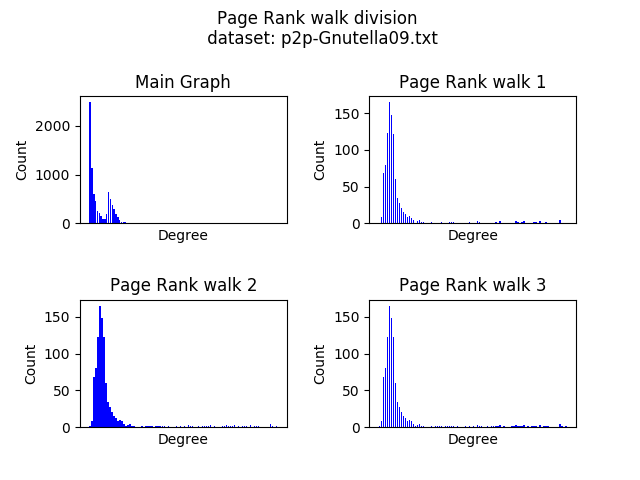 Page Rank walk division
dataset: p2p-Gnutella09.txt
Main Graph
2000
1000
0
Count
Degree
Page Rank walk 1
150
100
50
0
Count
Degree
Page Rank walk 2
150
100
50
0
Count
Degree
Page Rank walk 3
150
100
50
0
Count
Degree